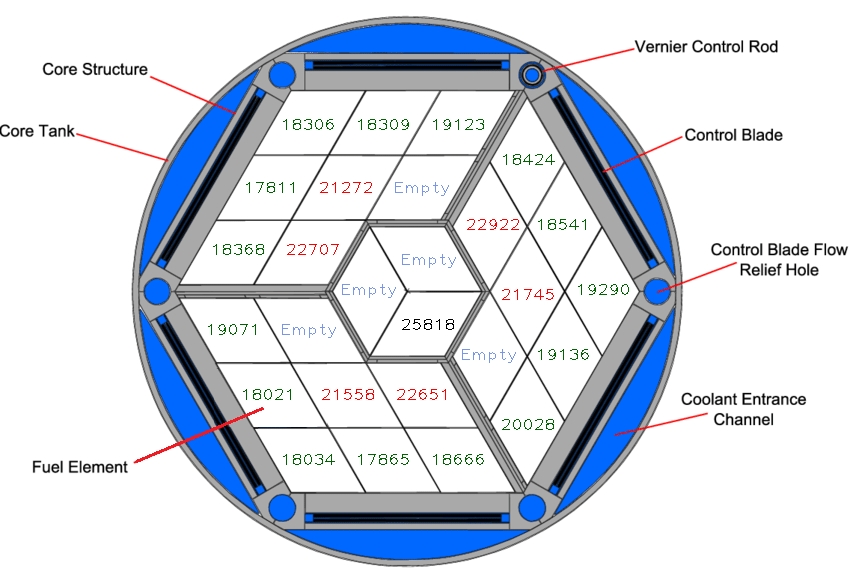 Vernier Control Rod
Core Structure
Core Tank
Control Blade
18306 18309 19123
18424
17811 21272 Empty
22922 18541
18368 22707
Empty
Control Blade Flow
Relief Hole
Empty
21745 19290
25818
19071 Empty
Empty 19136
18021 21558 22651
Coolant Entrance
Channel
20028
18034 17865 18666
Fuel Element